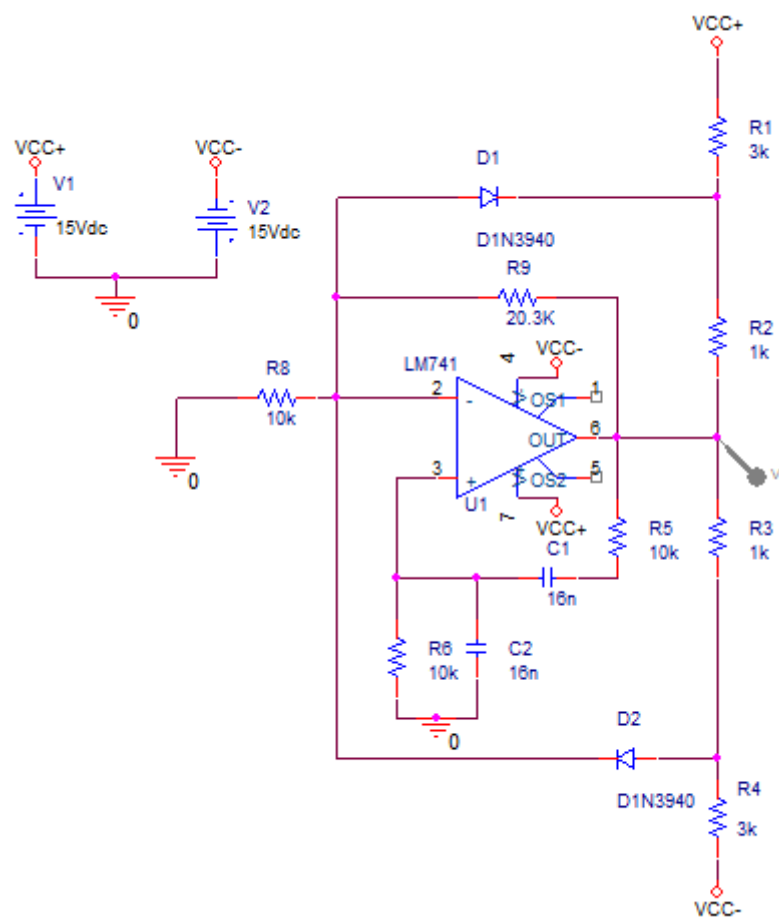 VCC+
R1
3k
VCC+
VCC-
V1
15Vdc
V2
15Vdc
0
D1
D1N3940
R9
20.3K
R2
1k
R8
10k
0
LM741
4
VCC-
2
-
OS1
1
OUT
6
3
+
OS2
5
U1
7
VCC+
V
R5
10k
R3
1k
C1
16n
R6
10k
C2
16n
0
D2
D1N3940
R4
3k
VCC-